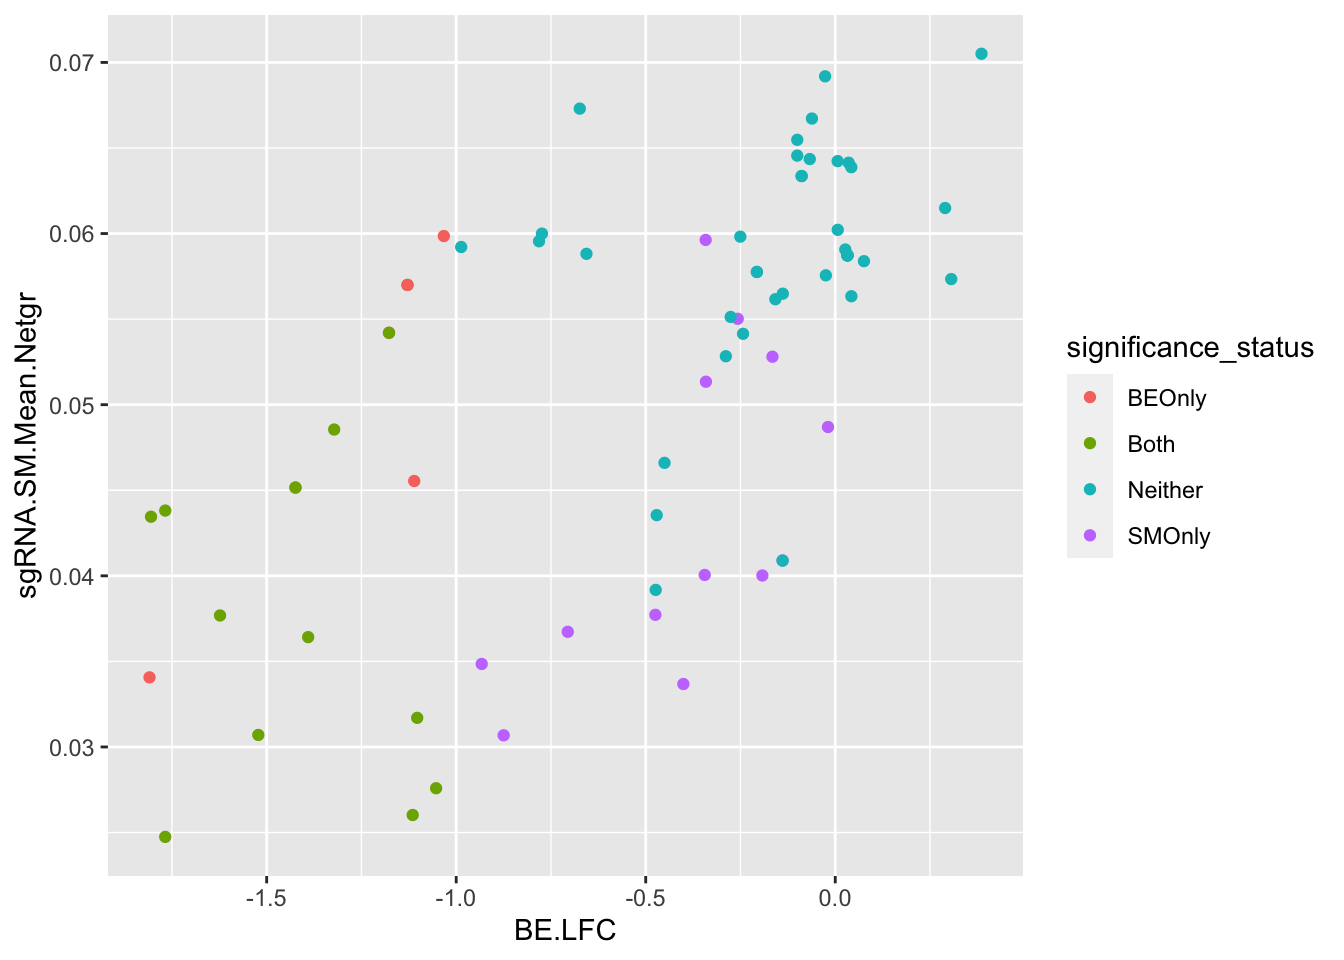 0.07
0.06
0.05
0.04
0.03
sgRNA.SM.Mean.Netgr
-1.5
-1.0
-0.5
0.0
BE.LFC
significance_status
BEOnly
Both
Neither
SMOnly